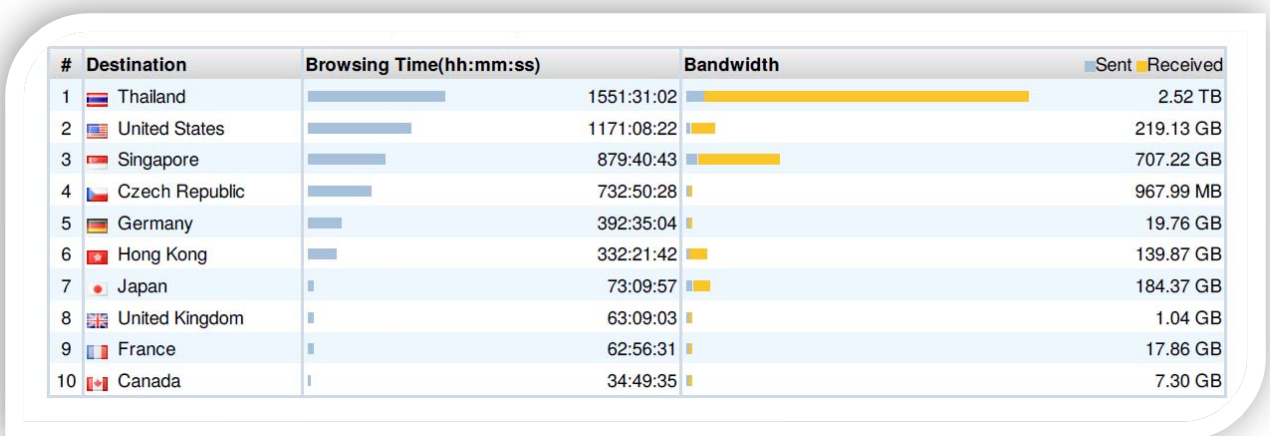 # Destination Browsing Time(hh:mm:ss) Bandwidth Sent Received
1 Thailand 1551:31:02 2.52 TB
2 United States 1171:08:22 219.13 GB
3 Singapore 879:40:43 707.22 GB
4 Czech Republic 732:50:28 967.99 MB
5 Germany 392:35:04 19.76 GB
6 Hong Kong 332:21:42 139.87 GB
7 Japan 73:09:57 184.37 GB
8 United Kingdom 63:09:03 1.04 GB
9 France 62:56:31 17.86 GB
10 Canada 34:49:35 7.30 GB